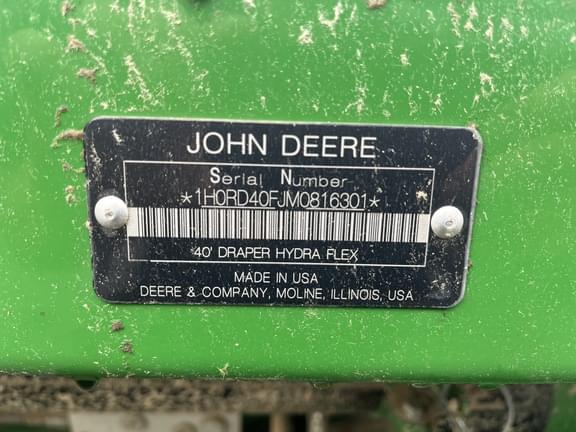 JOHN DEERE
Serial Number
*1H0RD40FJM0816301*
40' DRAPER HYDRA FLEX
MADE IN USA
DEERE & COMPANY, MOLINE, ILLINOIS, USA